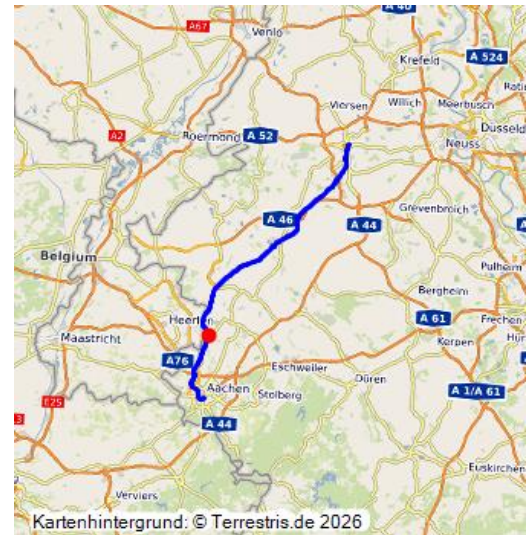 A67
A 40
Venlo
Krefeld
A 524
Viersen
Willich
Meerbusch
Roermond
A2
A 52
Düsseld
Neuss
A 46
Grevenbroich
A 44
Belgium
Pulheim
Bergheim
Heerlen
A 61
Frechen
Maastricht
Kerpen
A76
Eschweiler
Düren
Aachen
A 1/A 61
E25
Stolberg
A 44
Euskirchen
Verviers
Kartenhintergrund: © Terrestris.de 2026